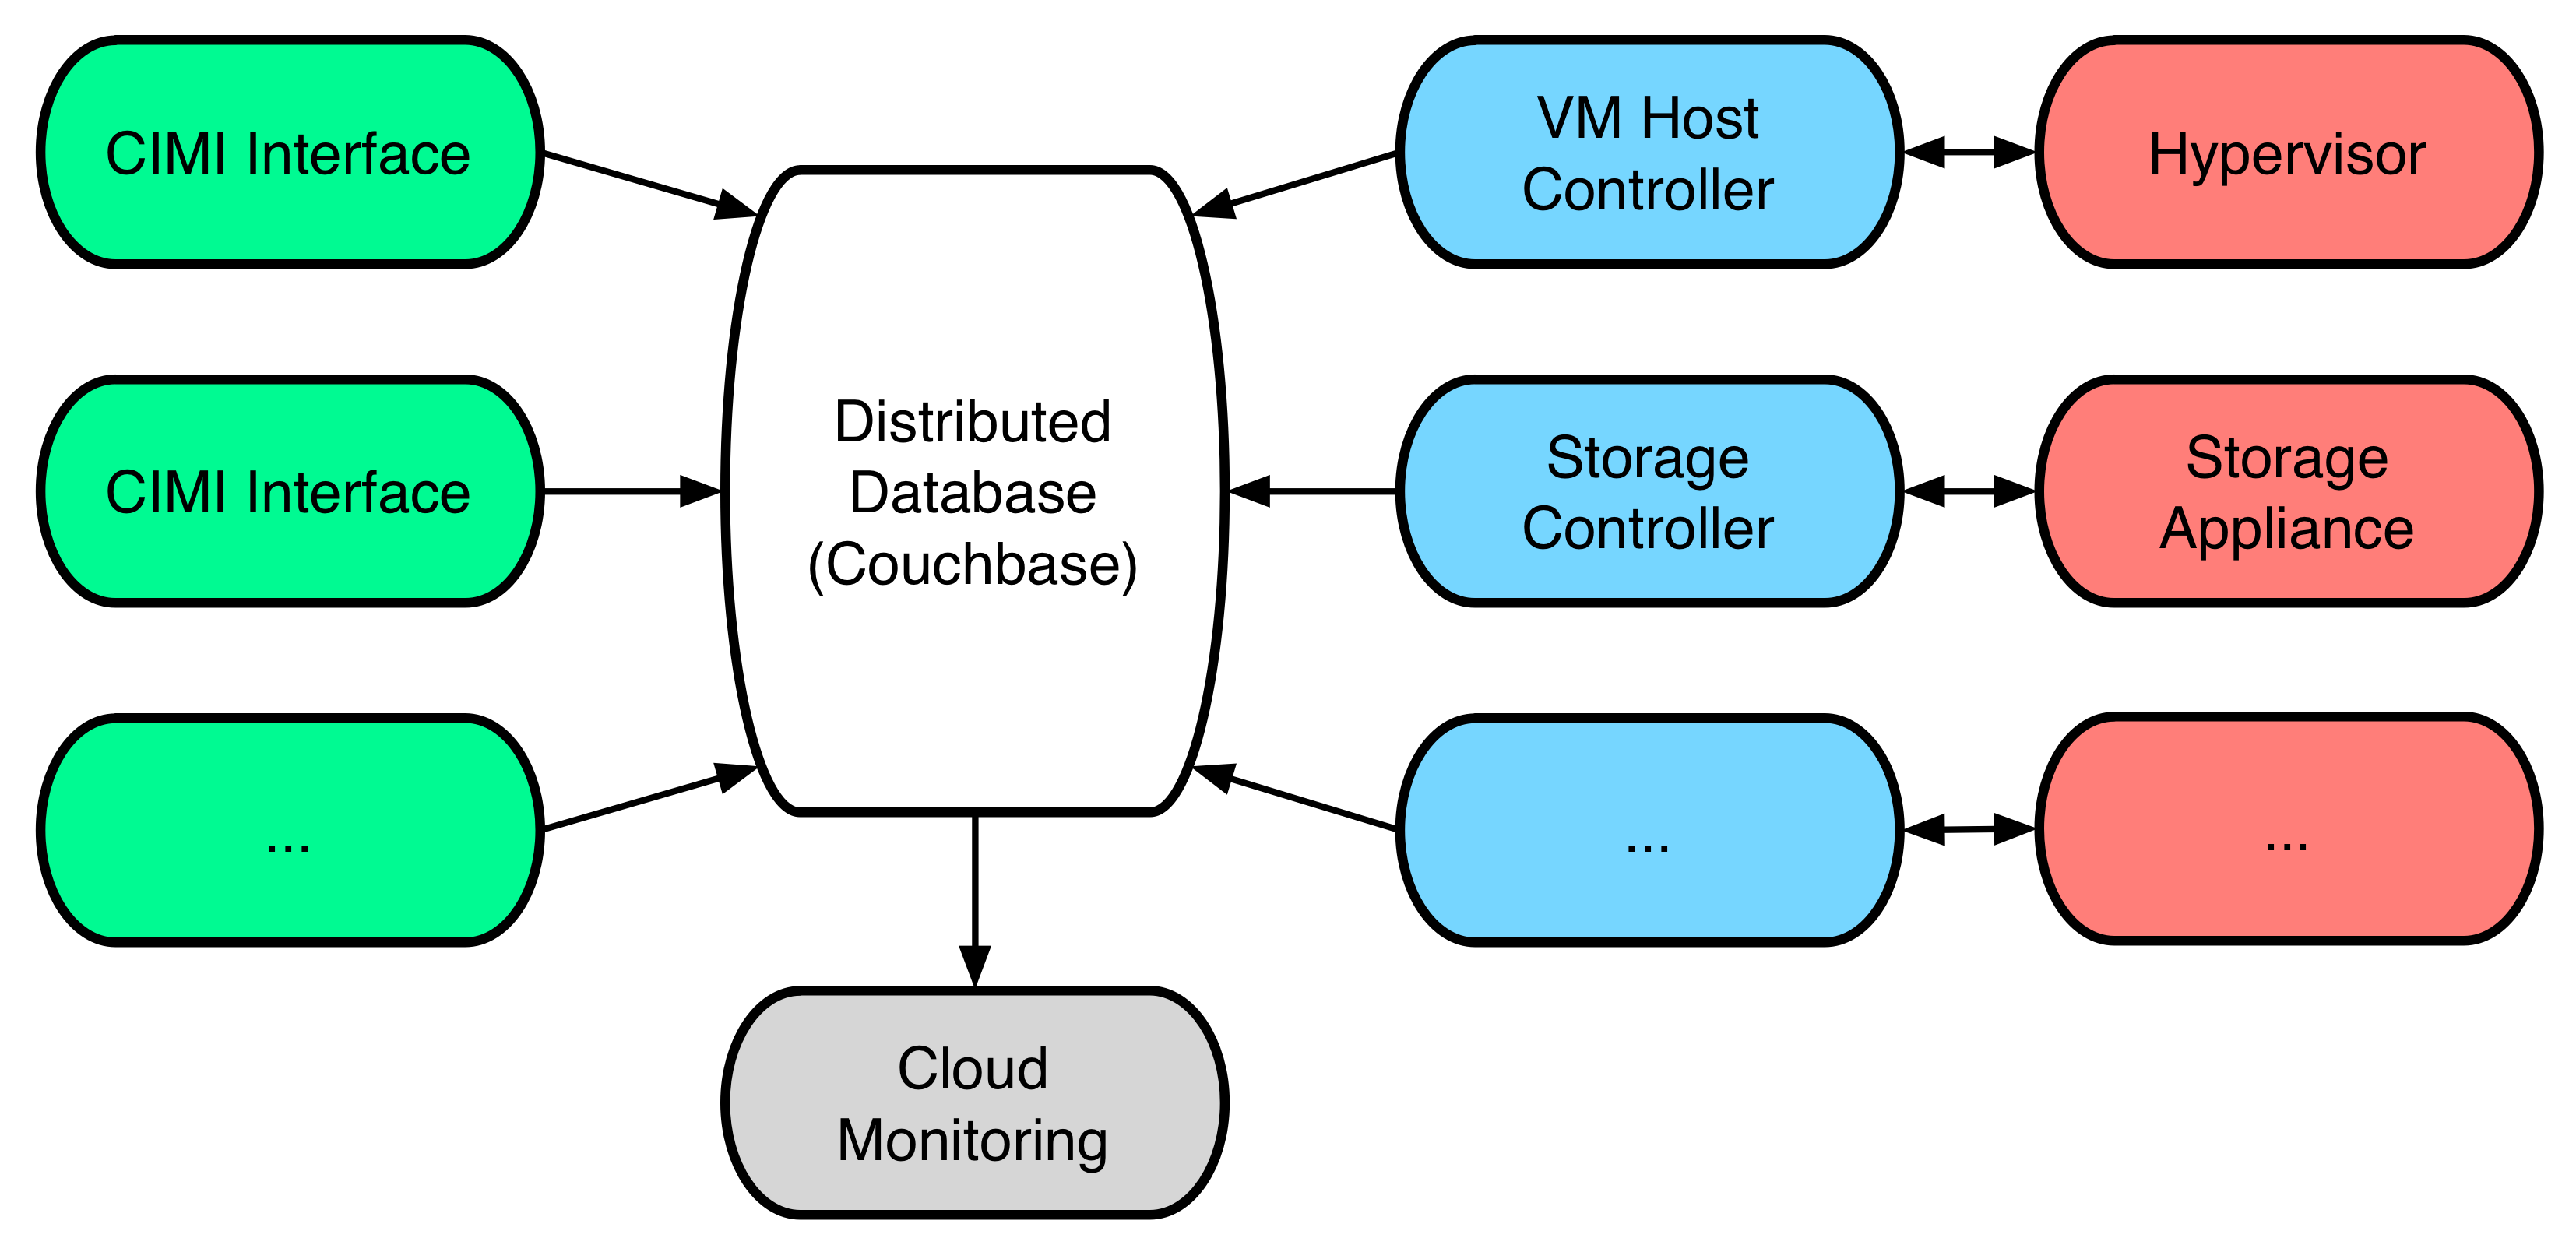 CIMI Interface
CIMI Interface
...
Distributed
Database
(Couchbase)
Cloud
Monitoring
VM Host
Controller
Storage
Controller
...
Hypervisor
Storage
Appliance
...